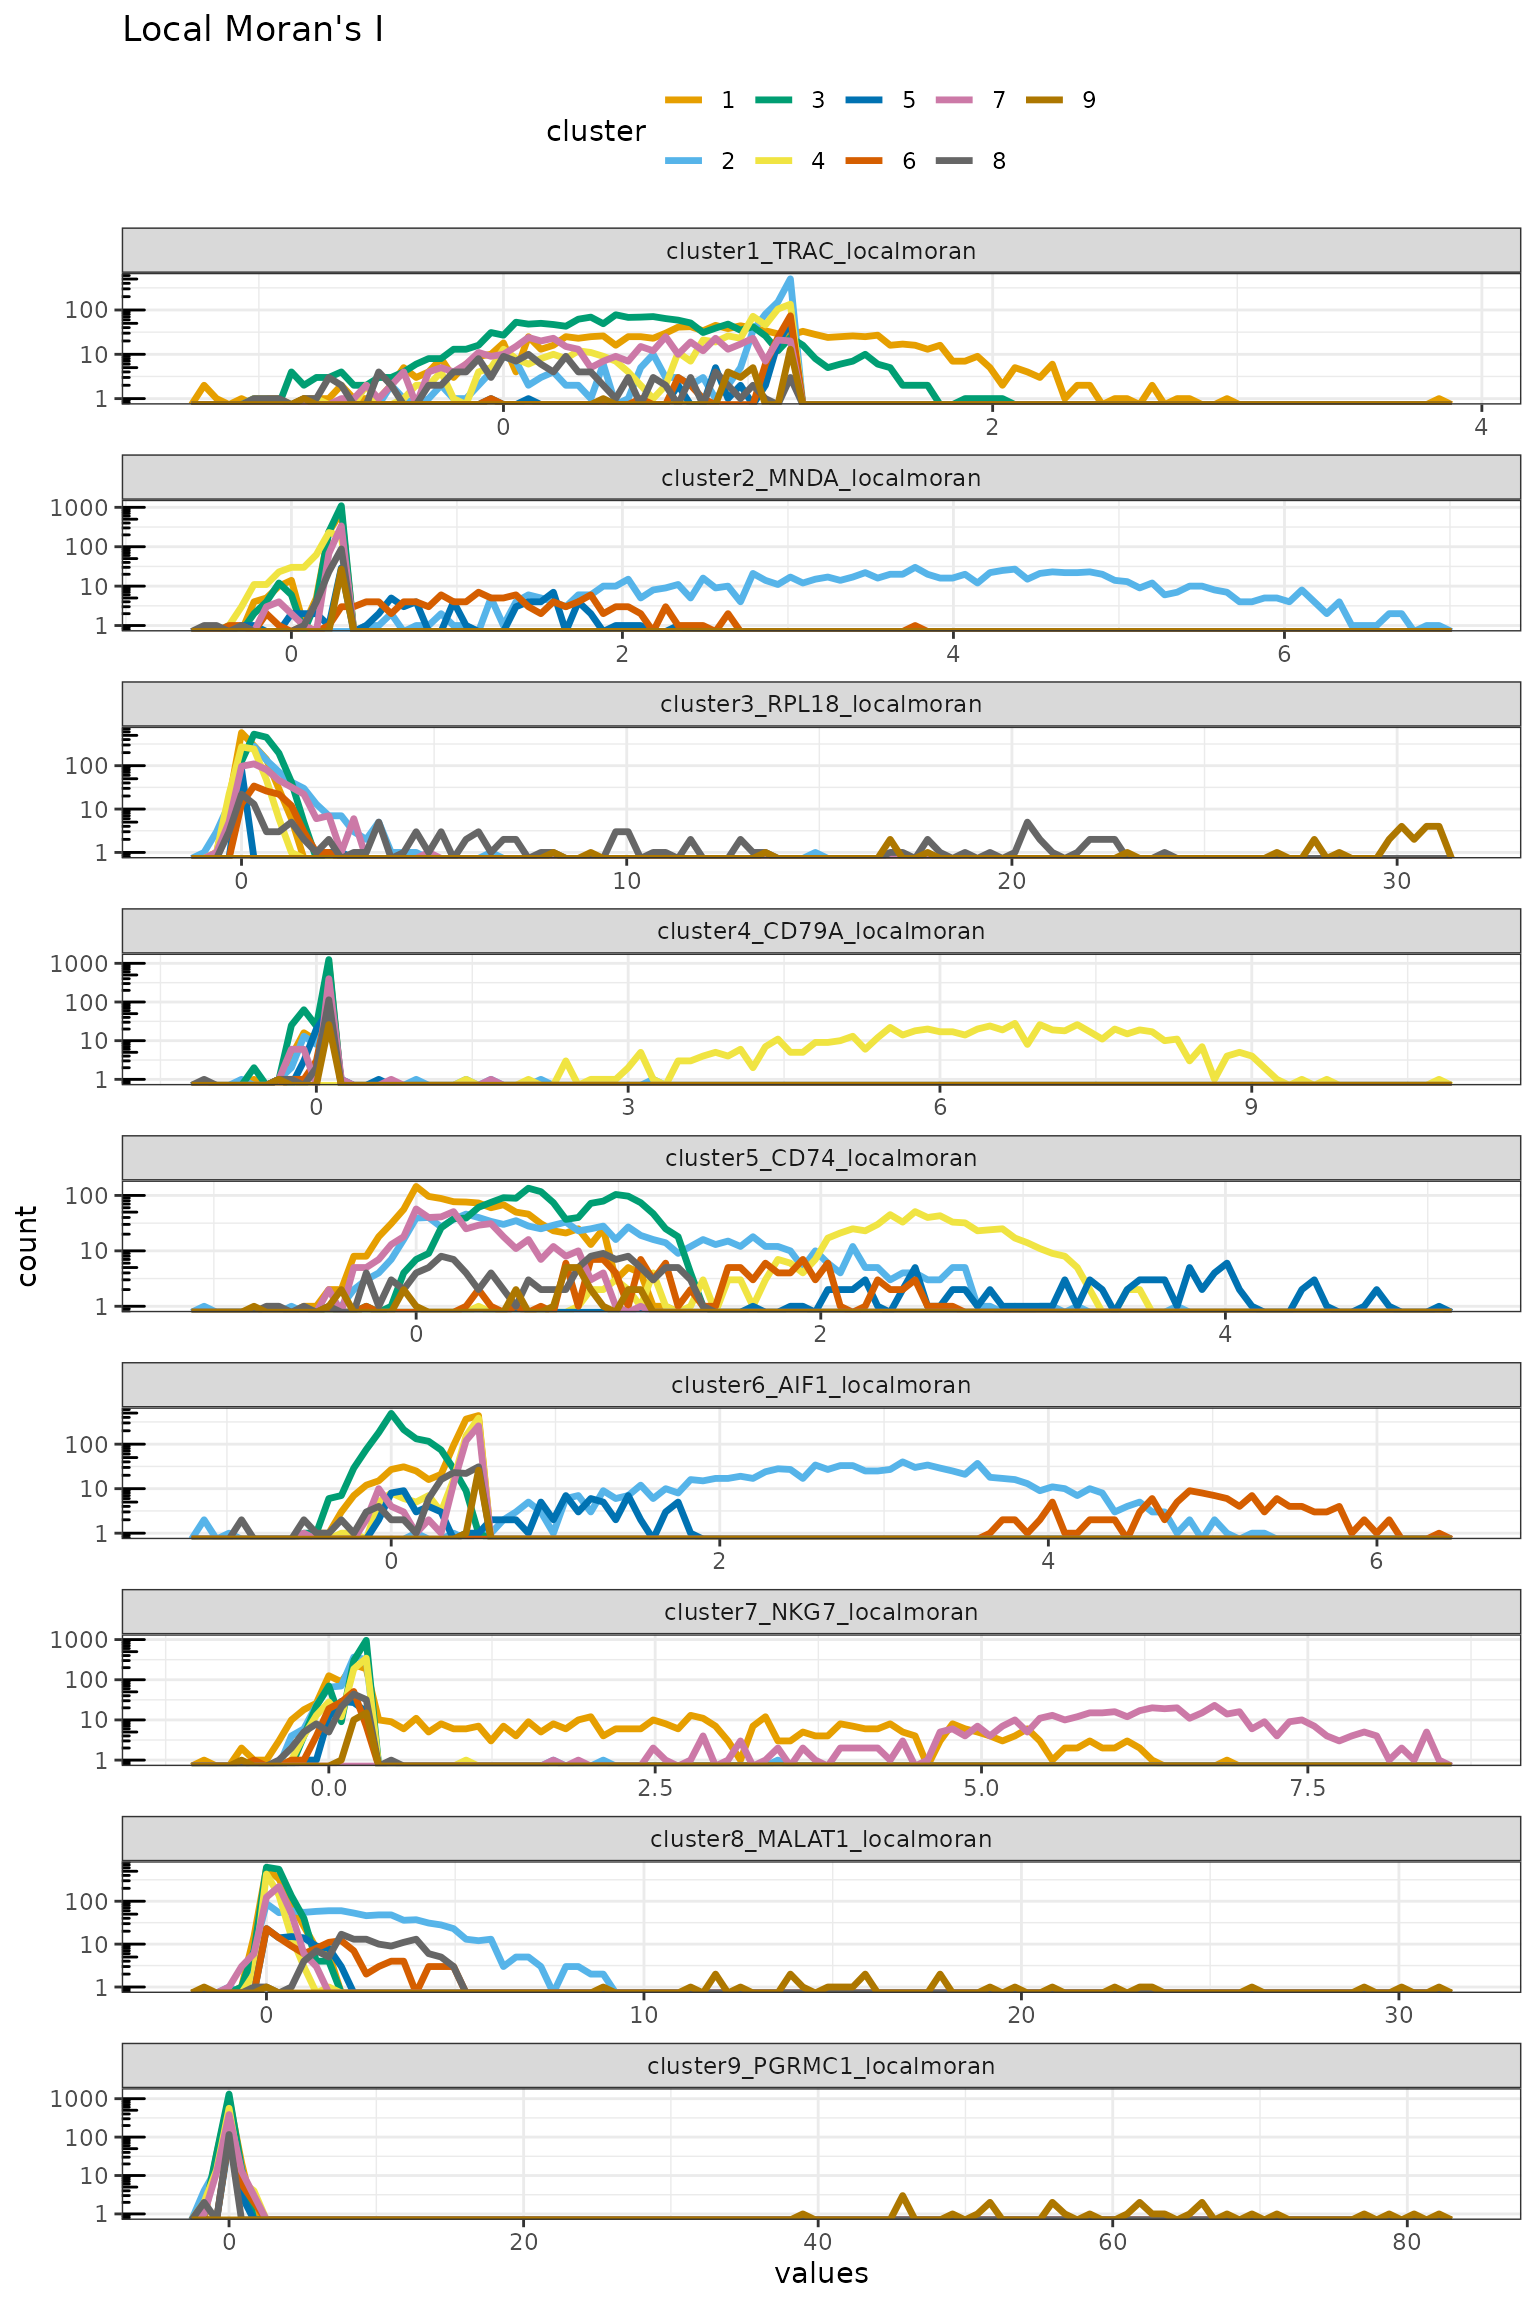 Local Moran's I
cluster
1 3 5 7 9
2 4 6 8
cluster1_TRAC_localmoran
100
10
1
0 2 4
cluster2_MNDA_localmoran
1000
100
10
1
0 2 4 6
cluster3_RPL18_localmoran
100
10
1
0 10 20 30
cluster4_CD79A_localmoran
1000
100
10
1
0 3 6 9
cluster5_CD74_localmoran
100
10
1
0 2 4
cluster6_AIF1_localmoran
100
10
1
0 2 4 6
cluster7_NKG7_localmoran
1000
100
10
1
0.0 2.5 5.0 7.5
cluster8_MALAT1_localmoran
100
10
1
0 10 20 30
cluster9_PGRMC1_localmoran
1000
100
10
1
0 20 40 60 80
count
values